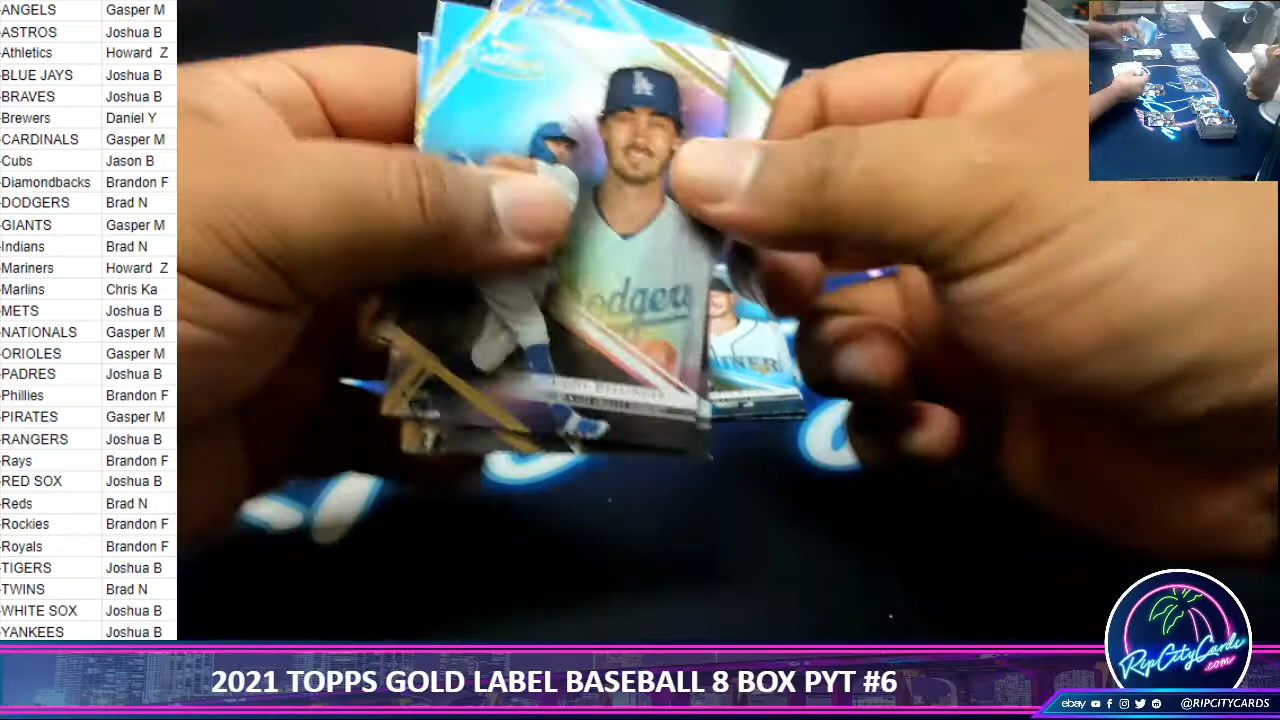 -ANGELS Gasper M
-ASTROS Joshua B
-Athletics Howard Z
-BLUE JAYS Joshua B
-BRAVES Joshua B
-Brewers Daniel Y
-CARDINALS Gasper M
-Cubs Jason B
-Diamondbacks Brandon F
-DODGERS Brad N
-GIANTS Gasper M
-Indians Brad N
-Mariners Howard Z
-Marlins Chris Ka
-METS Joshua B
-NATIONALS Gasper M
-ORIOLES Gasper M
-PADRES Joshua B
-Phillies Brandon F
-PIRATES Gasper M
-RANGERS Joshua B
-Rays Brandon F
-RED SOX Joshua B
-Reds Brad N
-Rockies Brandon F
-Royals Brandon F
-TIGERS Joshua B
-TWINS Brad N
-WHITE SOX Joshua B
-YANKEES Joshua B
LA
Dodgers
CODY BELLINGER
2021 TOPPS GOLD LABEL BASEBALL 8 BOX PYT #6
RipCityCards
.com
ebay @RIPCITYCARDS